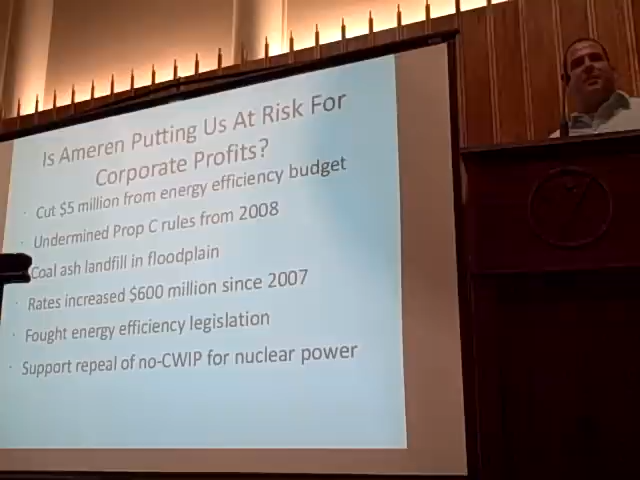 Is Ameren Putting Us At Risk For
Corporate Profits?
· Cut $5 million from energy efficiency budget
· Undermined Prop C rules from 2008
Coal ash landfill in floodplain
· Rates increased $600 million since 2007
· Fought energy efficiency legislation
· Support repeal of no-CWIP for nuclear power